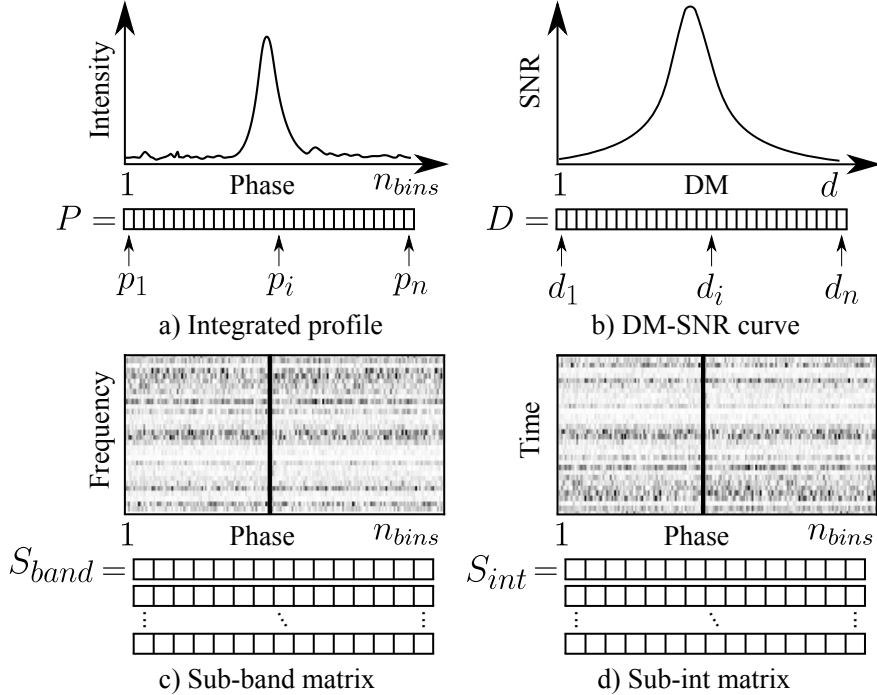 Intensity
1 Phase n_bins
P =
p_1 p_i p_n
a) Integrated profile
SNR
1 DM d
D =
d_1 d_i d_n
b) DM-SNR curve
Frequency
1 Phase n_bins
S_band =
c) Sub-band matrix
Time
1 Phase n_bins
S_int =
d) Sub-int matrix